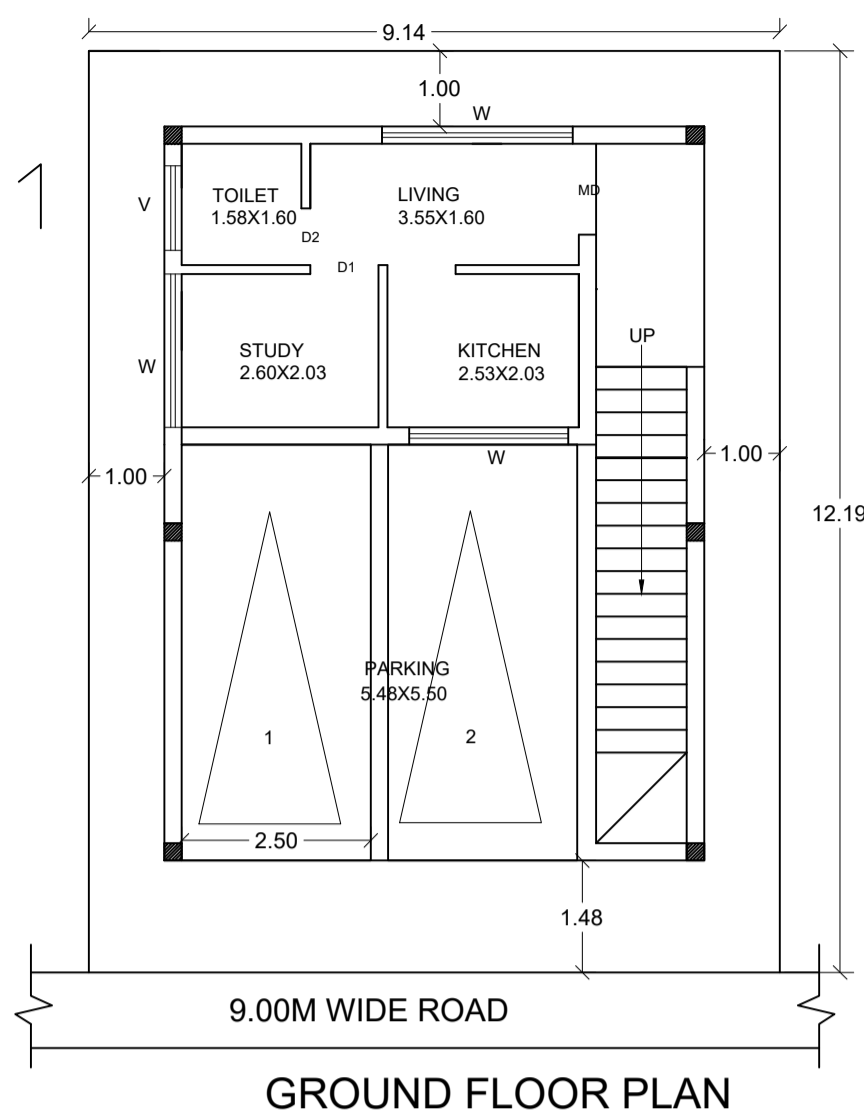 9.14
1.00
W
1
V
TOILET
1.58X1.60
LIVING
3.55X1.60
MD
D2
D1
W
STUDY
2.60X2.03
KITCHEN
2.53X2.03
UP
W
1.00
1.00
12.19
PARKING
5.48X5.50
1
2
2.50
1.48
9.00M WIDE ROAD
GROUND FLOOR PLAN